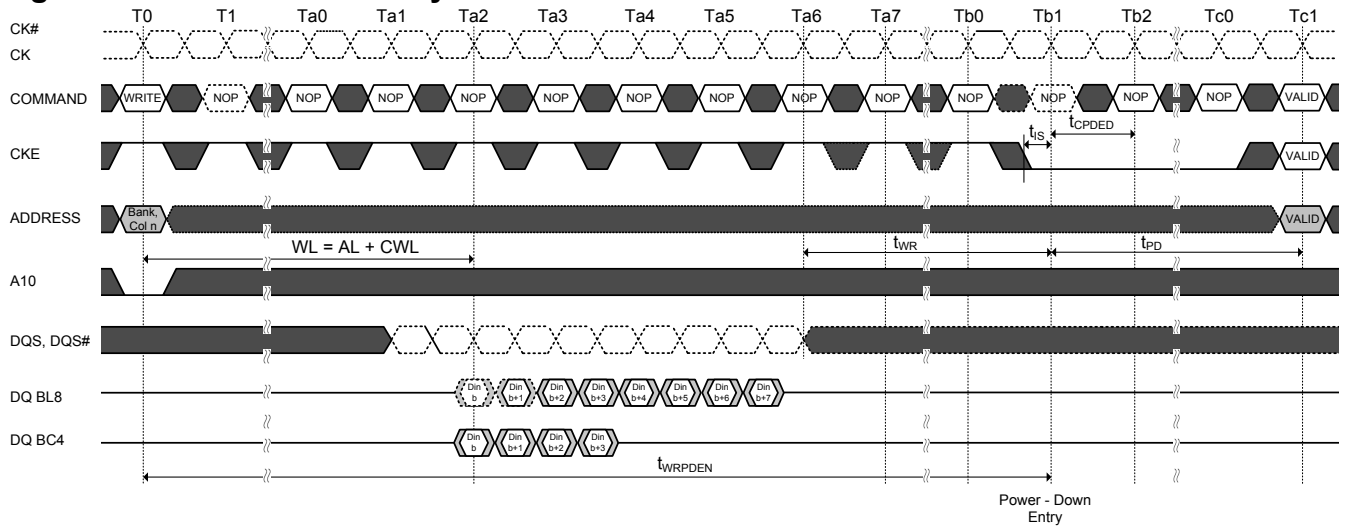 T0 T1 Ta0 Ta1 Ta2 Ta3 Ta4 Ta5 Ta6 Ta7 Tb0 Tb1 Tb2 Tc0 Tc1
CK#
CK
COMMAND WRITE NOP NOP NOP NOP NOP NOP NOP NOP NOP NOP NOP NOP NOP VALID
tIS tCPDED
CKE VALID
ADDRESS Bank, Col n VALID
WL = AL + CWL tWR tPD
A10
DQS, DQS#
DQ BL8 Din b Din b+1 Din b+2 Din b+3 Din b+4 Din b+5 Din b+6 Din b+7
DQ BC4 Din b Din b+1 Din b+2 Din b+3
tWRPDEN
Power - Down
Entry